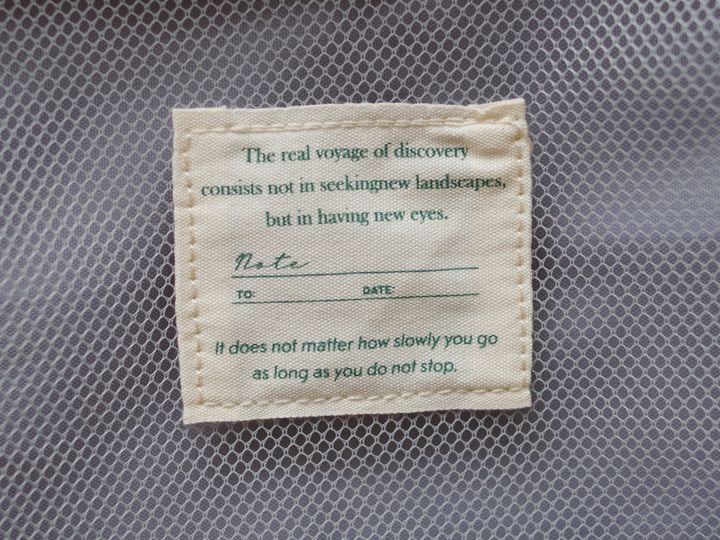 The real voyage of discovery
consists not in seekingnew landscapes,
but in having new eyes.
Note
TO: DATE:
It does not matter how slowly you go
as long as you do not stop.